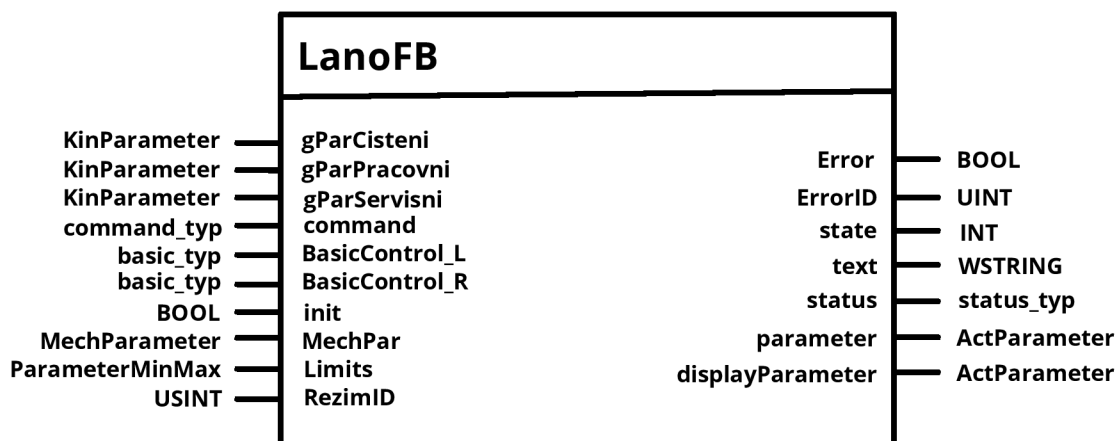 LanoFB
KinParameter gParCisteni
KinParameter gParPracovni
KinParameter gParServisni
command_typ command
basic_typ BasicControl_L
basic_typ BasicControl_R
BOOL init
MechParameter MechPar
ParameterMinMax Limits
USINT RezimID
Error BOOL
ErrorID UINT
state INT
text WSTRING
status status_typ
parameter ActParameter
displayParameter ActParameter